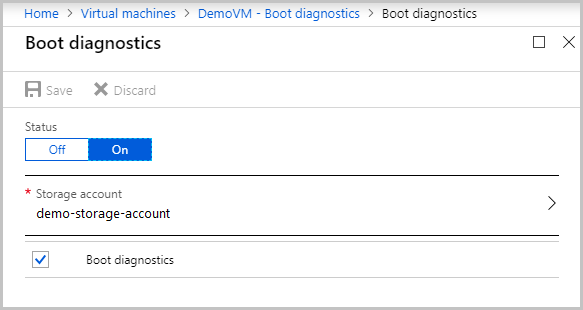 Home > Virtual machines > DemoVM - Boot diagnostics > Boot diagnostics
Boot diagnostics
Save Discard
Status
Off On
* Storage account
demo-storage-account
Boot diagnostics